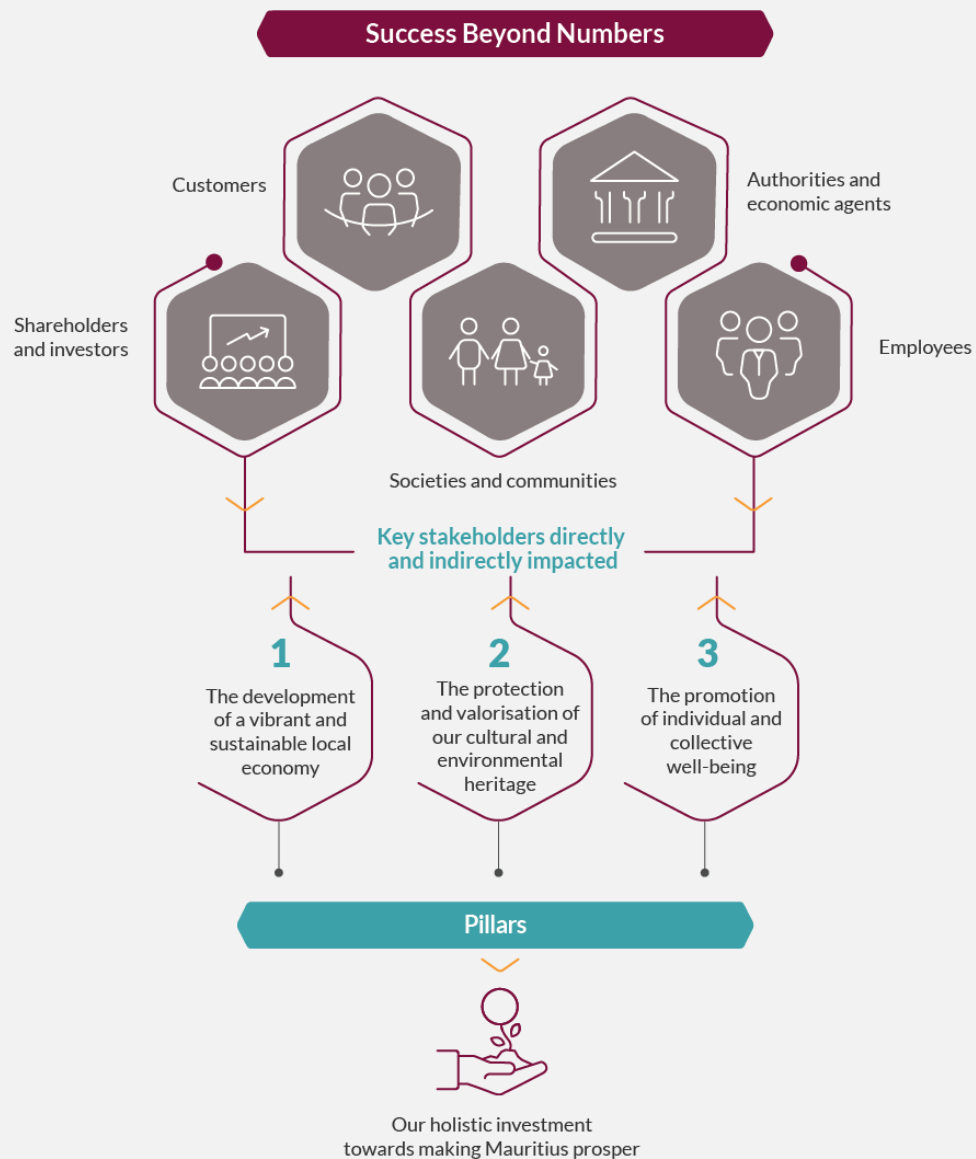 Success Beyond Numbers
Customers
Authorities and
economic agents
Shareholders
and investors
Employees
Societies and communities
Key stakeholders directly
and indirectly impacted
1
The development
of a vibrant and
sustainable local
economy
2
The protection
and valorisation of
our cultural and
environmental
heritage
3
The promotion
of individual and
collective
well-being
Pillars
Our holistic investment
towards making Mauritius prosper